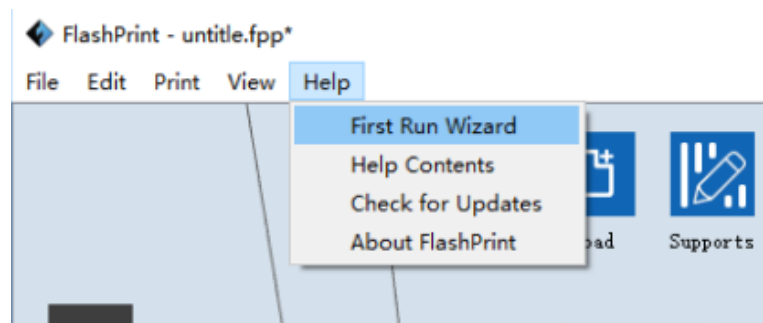 FlashPrint - untitle.fpp*
File Edit Print View Help
First Run Wizard
Help Contents
Check for Updates
About FlashPrint
Supports